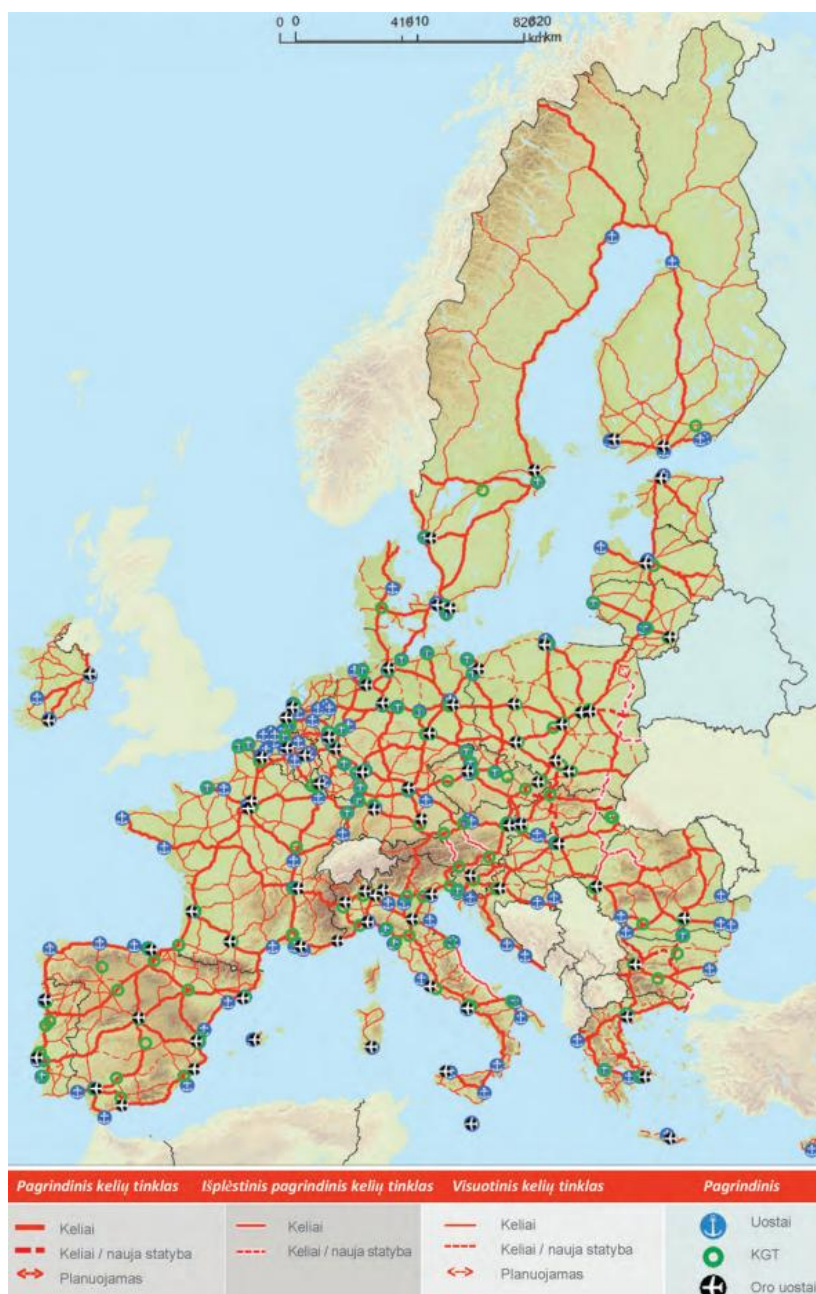 0 0 416 410 820 820
km km
Pagrindinis kelių tinklas Išplėstinis pagrindinis kelių tinklas Visuotinis kelių tinklas Pagrindinis
Keliai Keliai Keliai Uostai
Keliai / nauja statyba Keliai / nauja statyba Keliai / nauja statyba KGT
Planuojamas Planuojamas Oro uostai